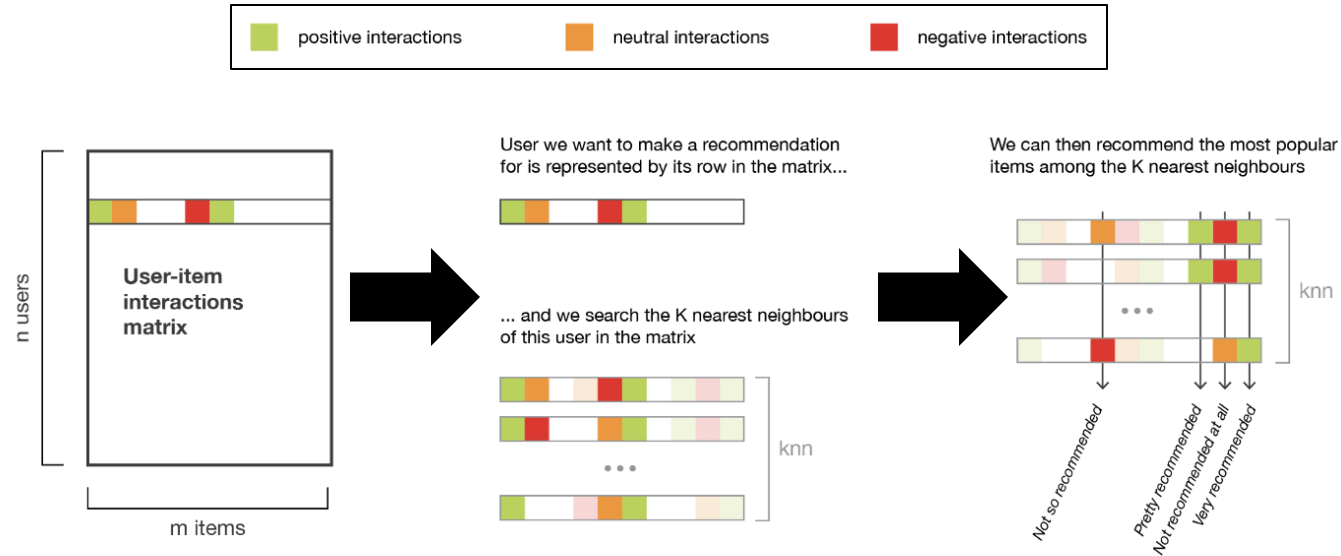 positive interactions
neutral interactions
negative interactions
n users
User-item
interactions
matrix
m items
User we want to make a recommendation
for is represented by its row in the matrix...
... and we search the K nearest neighbours
of this user in the matrix
knn
We can then recommend the most popular
items among the K nearest neighbours
knn
Not so recommended
Pretty recommended
Not recommended at all
Very recommended